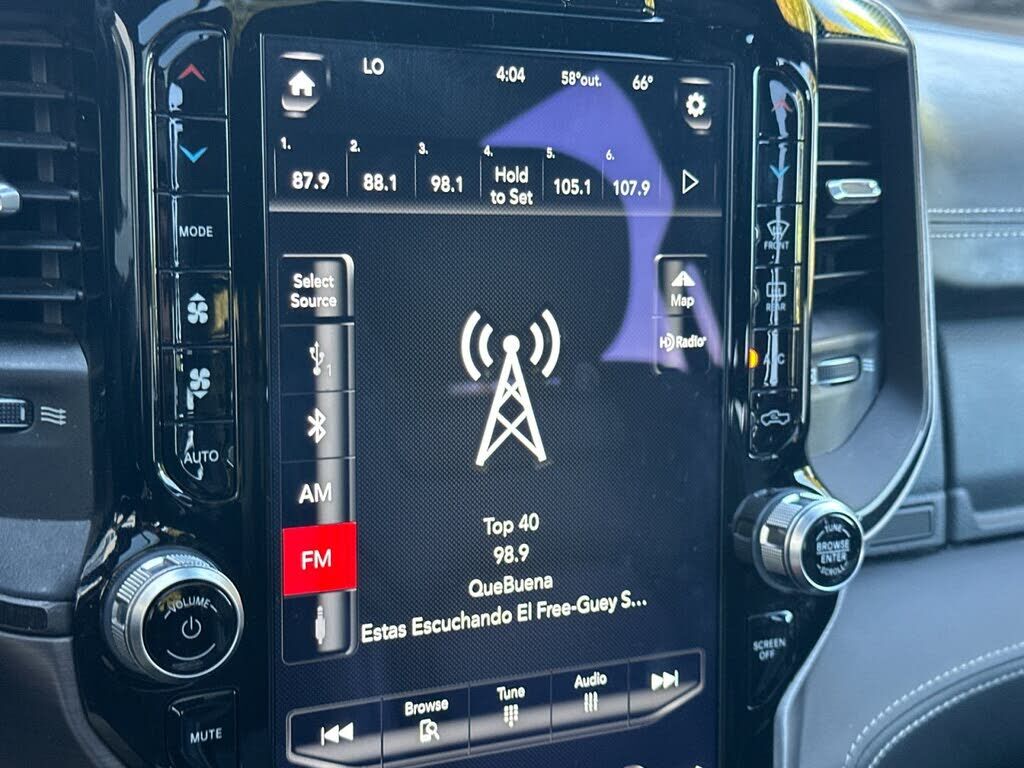 LO 4:04 58°out. 66°
1. 2. 3. 4. 5. 6.
87.9 88.1 98.1 Hold to Set 105.1 107.9
MODE
AUTO
VOLUME
MUTE
Select
Source
1
AM
FM
Map
HD Radio
Top 40
98.9
QueBuena
Estas Escuchando El Free-Guey S...
Browse Tune Audio
FRONT
REAR
A/C
TUNE
BROWSE
ENTER
SCROLL
SCREEN
OFF